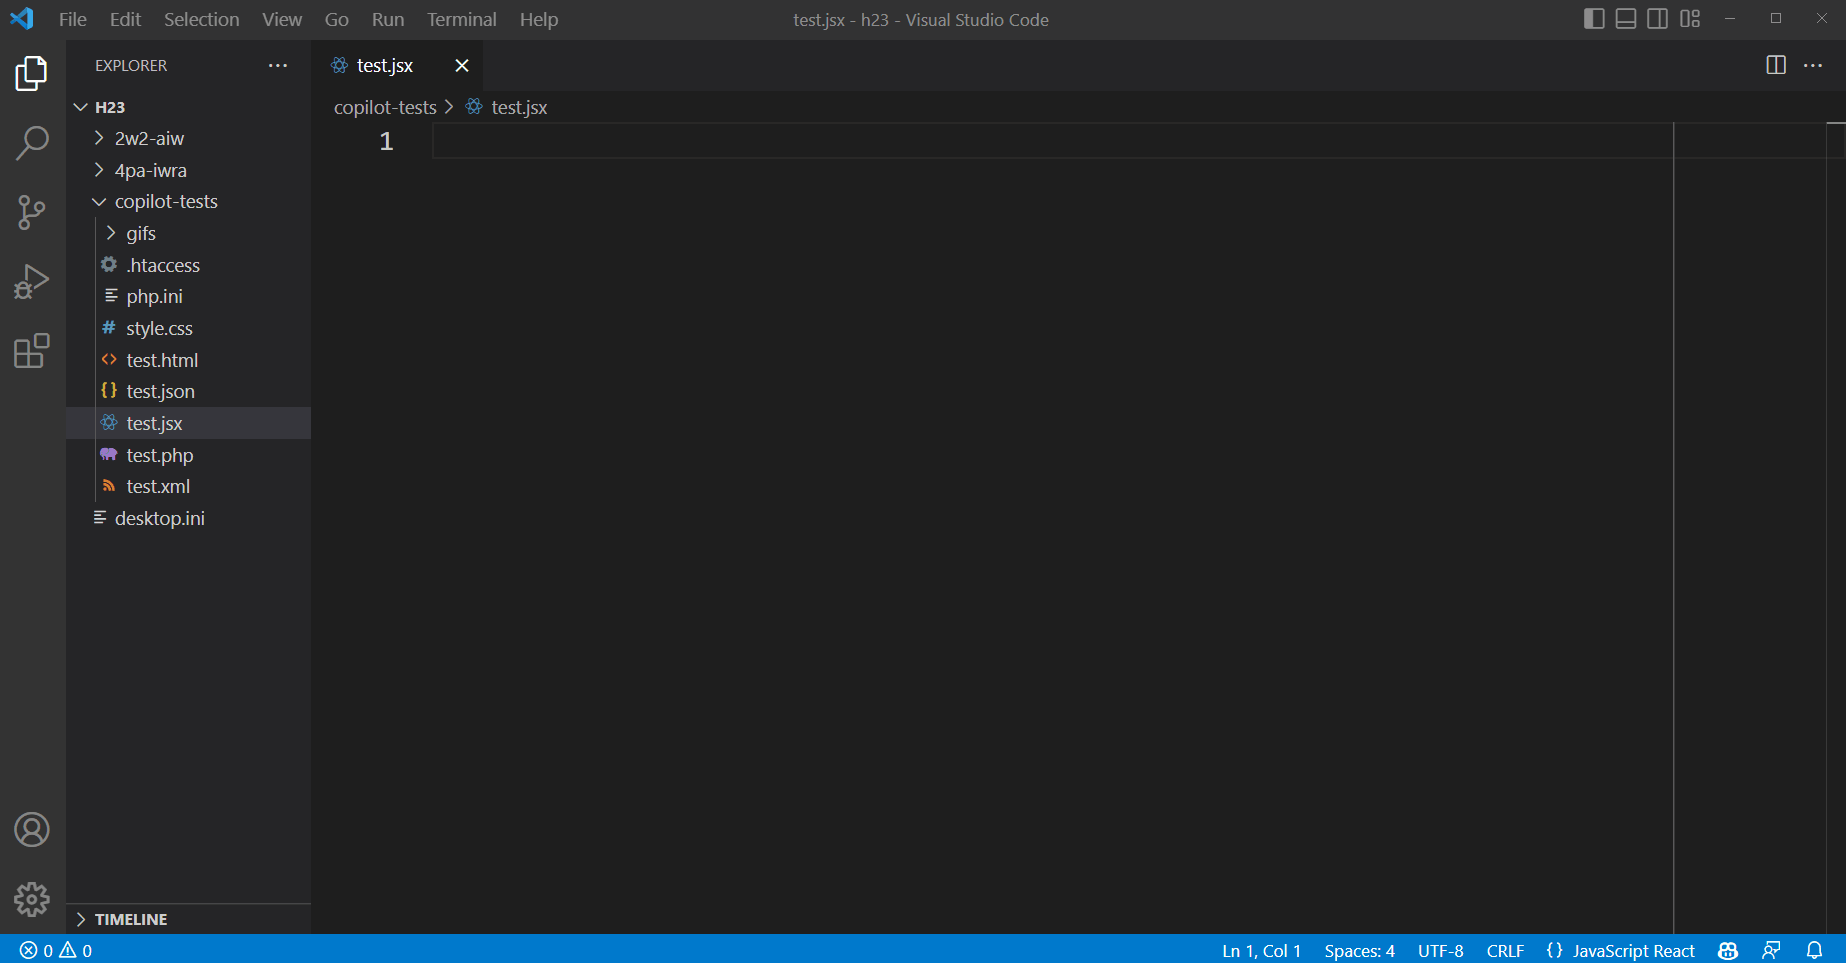 File Edit Selection View Go Run Terminal Help test.jsx - h23 - Visual Studio Code
EXPLORER
H23
2w2-aiw
4pa-iwra
copilot-tests
gifs
.htaccess
php.ini
style.css
test.html
test.json
test.jsx
test.php
test.xml
desktop.ini
TIMELINE
test.jsx
copilot-tests > test.jsx
1
0 0 Ln 1, Col 1 Spaces: 4 UTF-8 CRLF {} JavaScript React